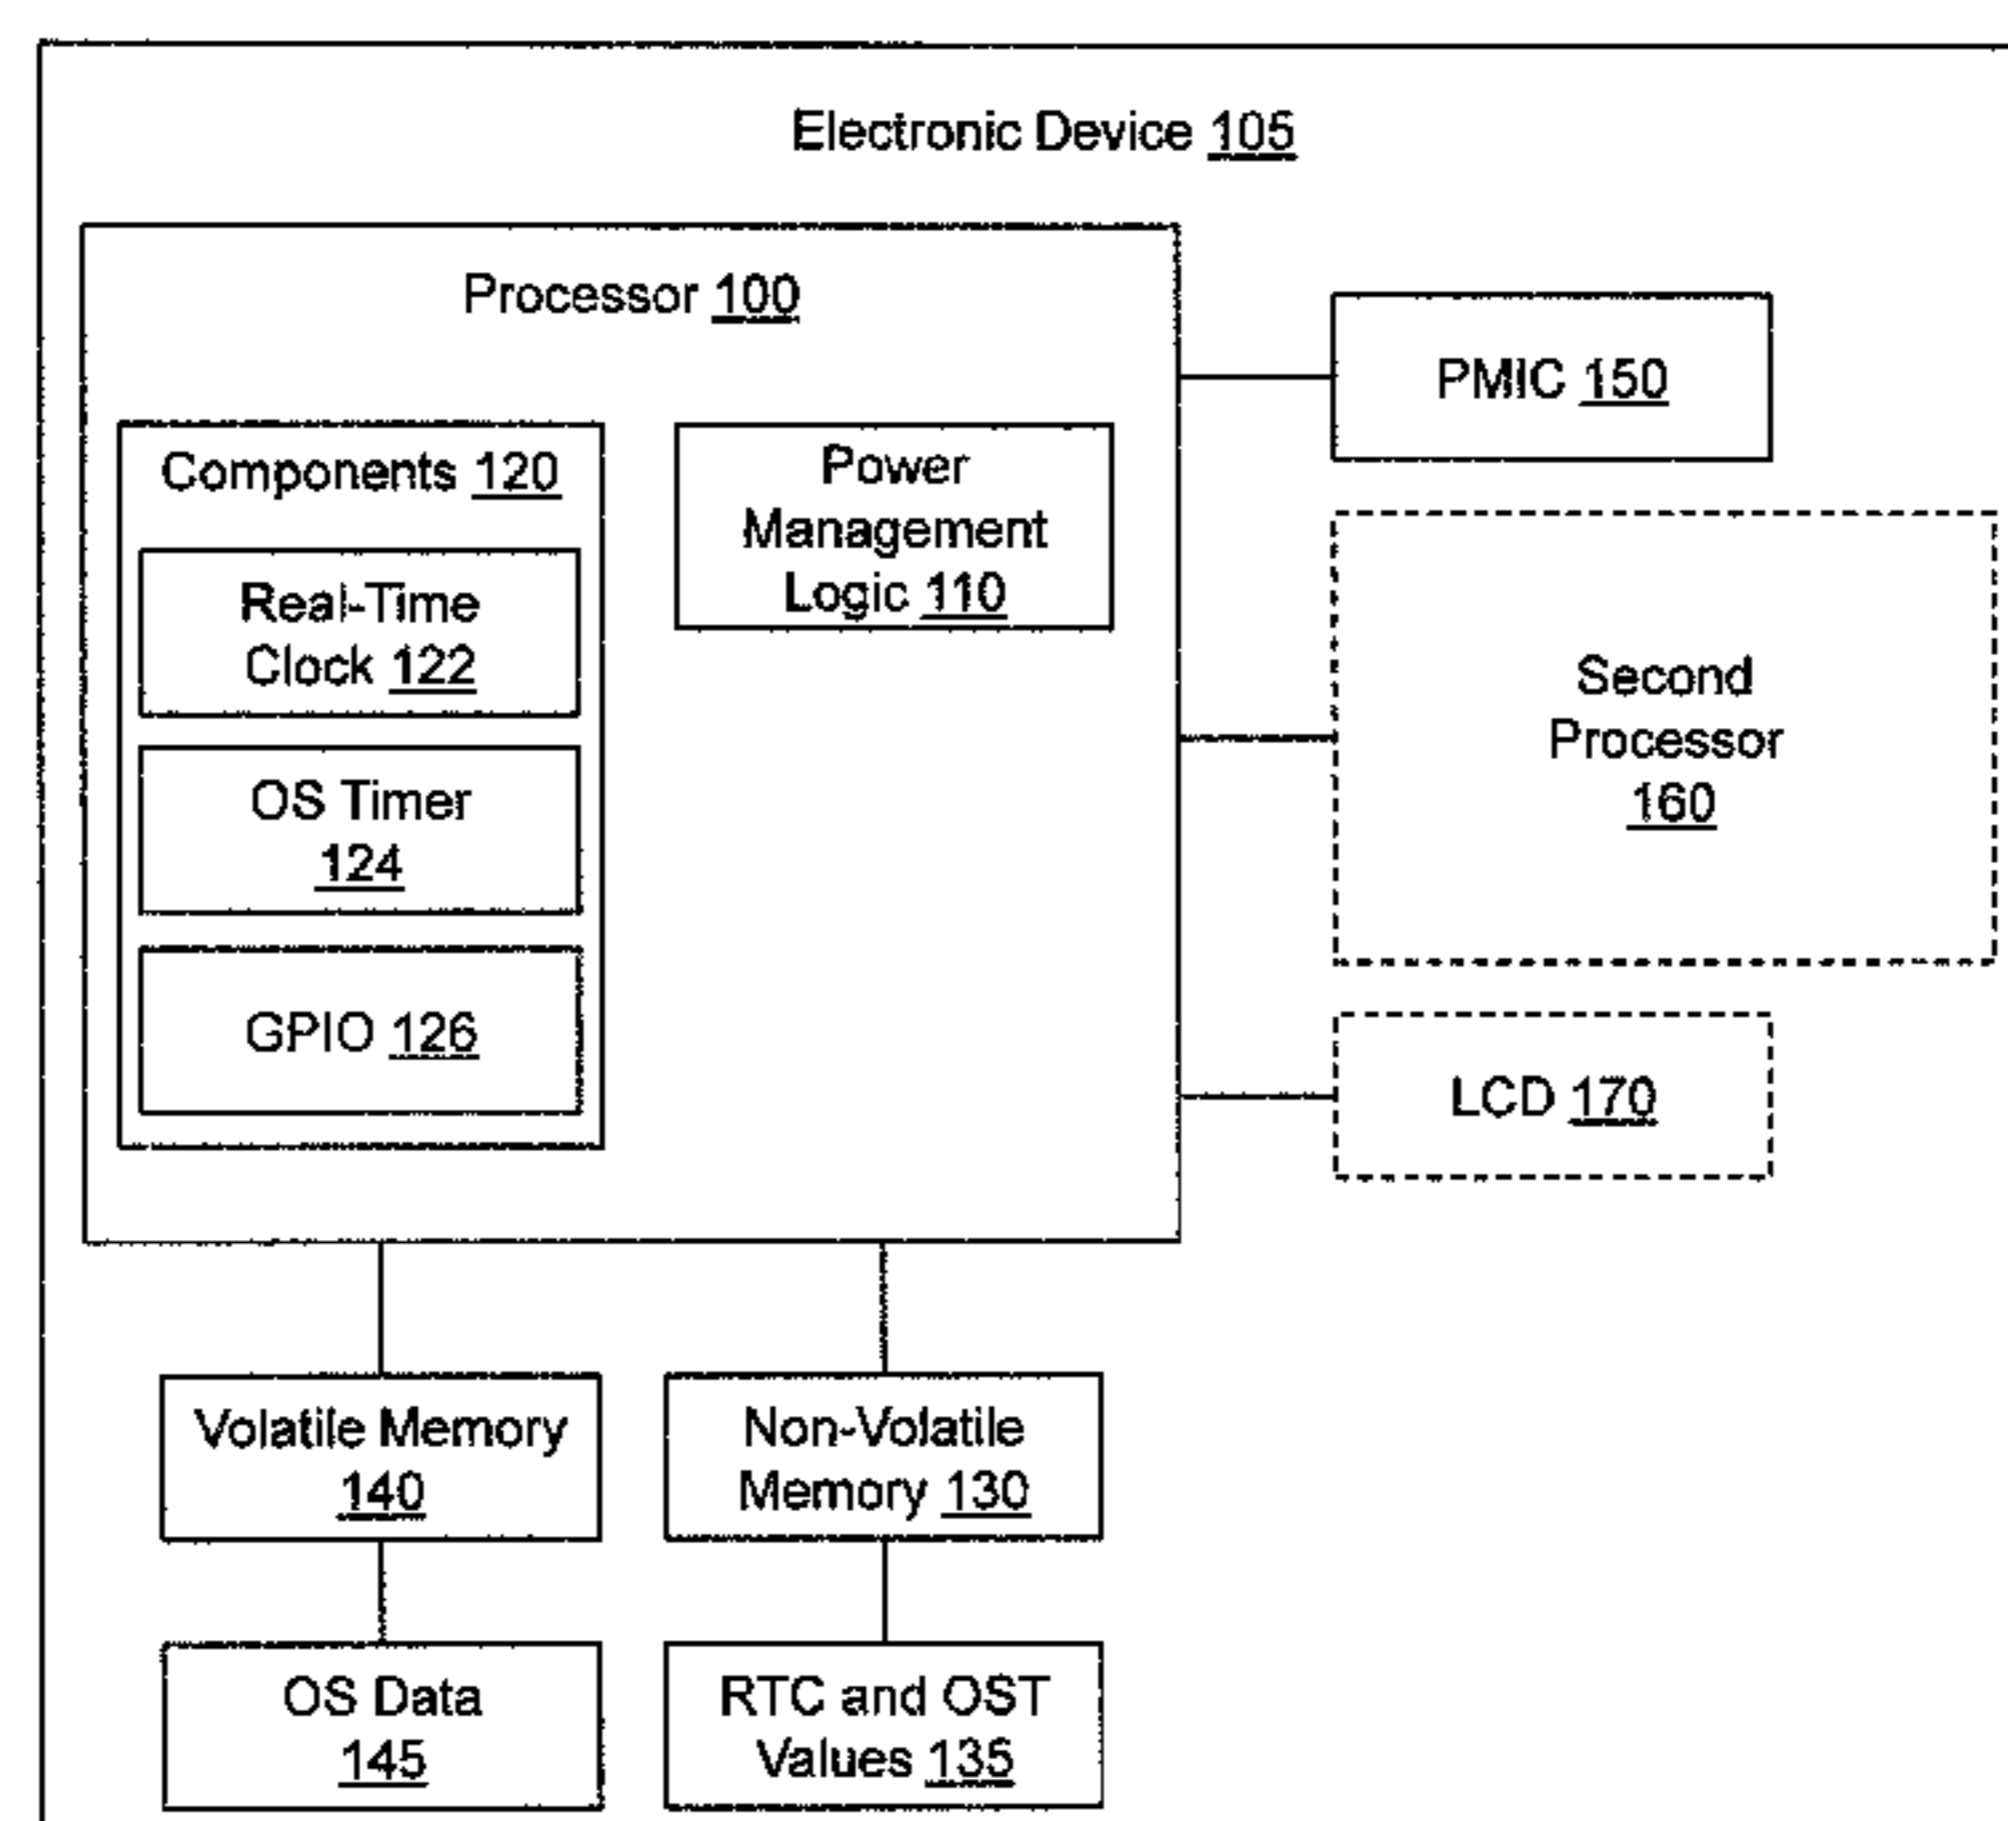 Electronic Device 105
Processor 100
Components 120
Real-Time
Clock 122
OS Timer
124
GPIO 126
Power
Management
Logic 110
PMIC 150
Second
Processor
160
LCD 170
Volatile Memory
140
Non-Volatile
Memory 130
OS Data
145
RTC and OST
Values 135